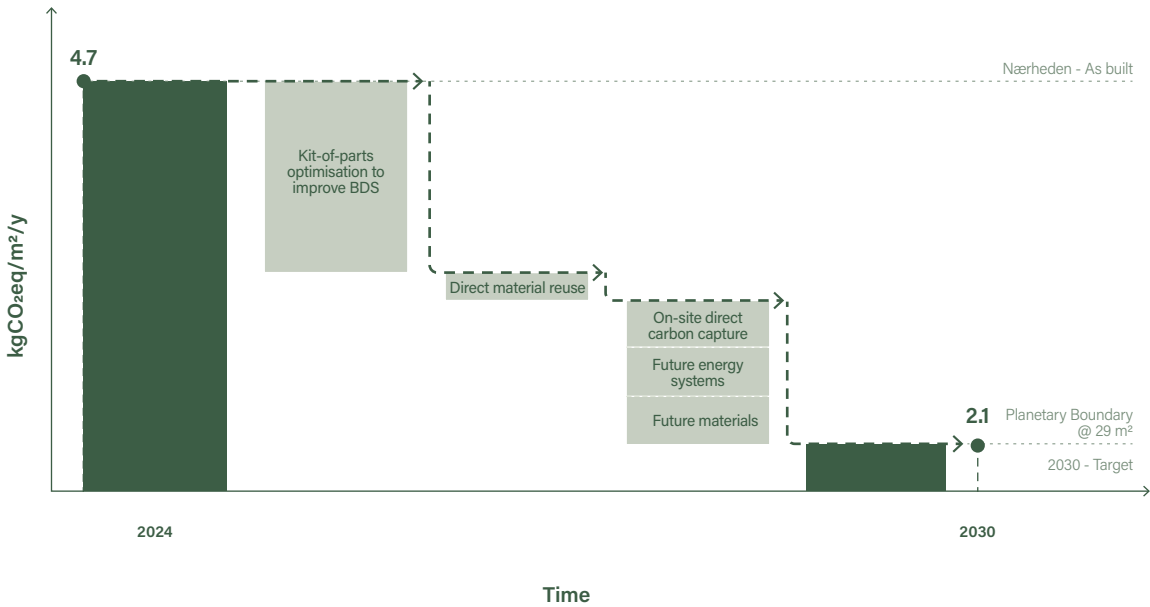 4.7
Nærheden - As built
Kit-of-parts
optimisation to
improve BDS
kgCO₂eq/m²/y
Direct material reuse
On-site direct
carbon capture
Future energy
systems
Future materials
2.1
Planetary Boundary
@ 29 m²
2030 - Target
2024
2030
Time